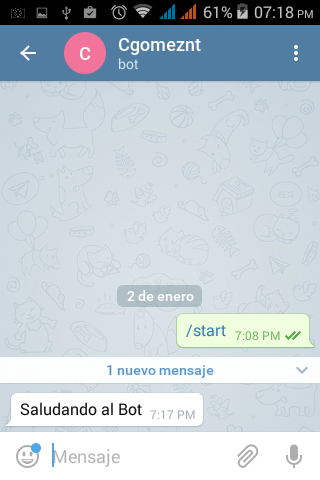 61% 07:18 PM
C
Cgomeznt
bot
2 de enero
/start 7:08 PM
1 nuevo mensaje
Saludando al Bot 7:17 PM
Mensaje